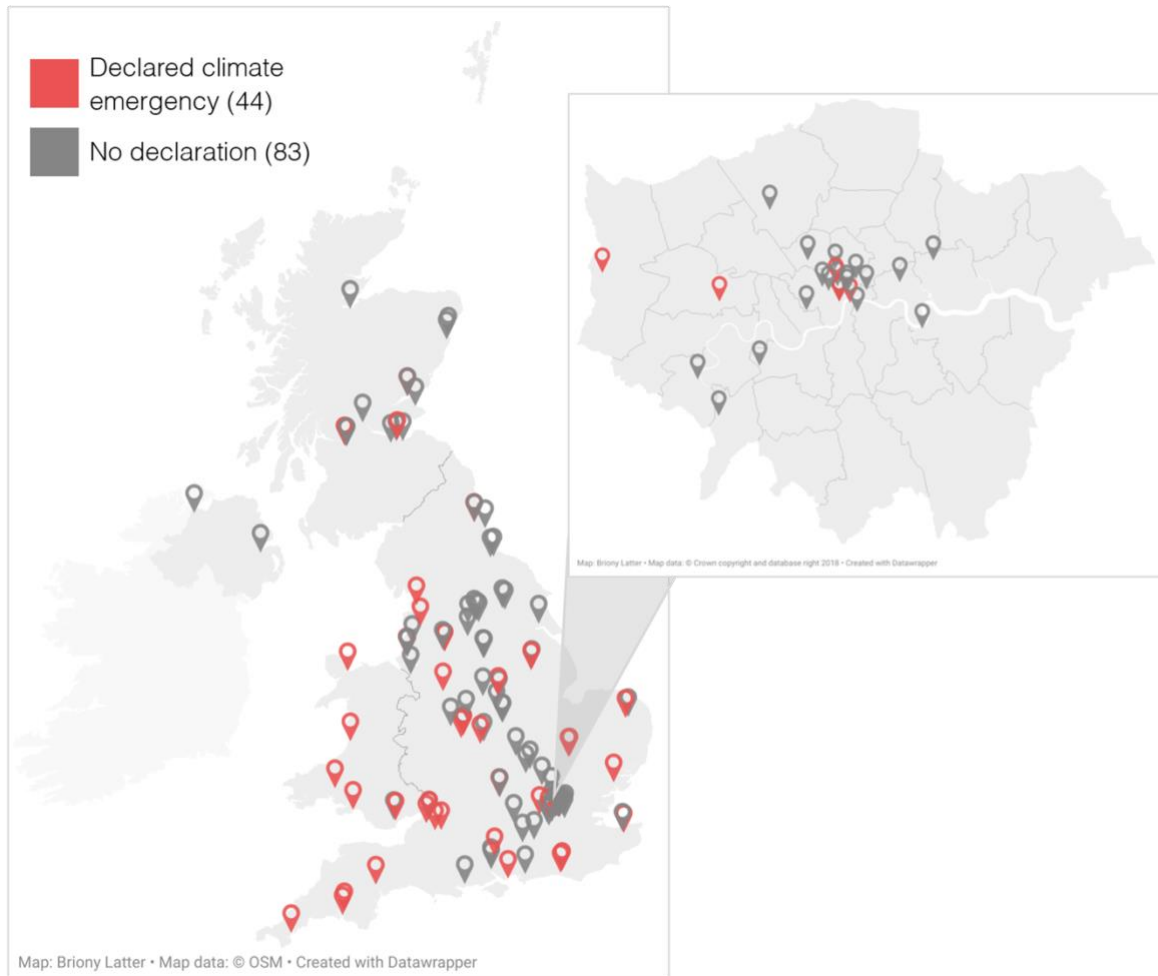 Declared climate
emergency (44)
No declaration (83)
Map: Briony Latter • Map data: © Crown copyright and database right 2018 • Created with Datawrapper
Map: Briony Latter • Map data: © OSM • Created with Datawrapper